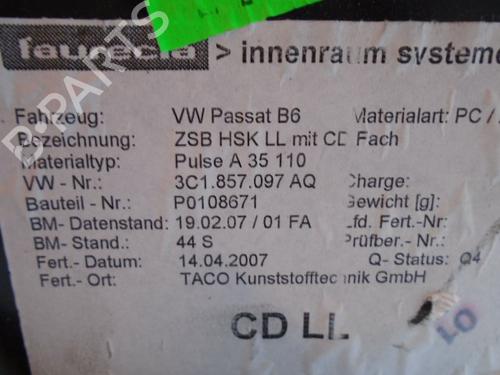 faurecia > innenraum systeme
Fahrzeug: VW Passat B6 Materialart: PC /
Bezeichnung: ZSB HSK LL mit CD Fach
Materialtyp: Pulse A 35 110
VW - Nr.: 3C1.857.097 AQ Charge:
Bauteil - Nr.: P0108671 Gewicht [g]:
BM- Datenstand: 19.02.07 / 01 FA Lfd. Fert.-Nr:
BM- Stand.: 44 S Prüfber.- Nr.:
Fert.- Datum: 14.04.2007 Q- Status: Q4
Fert.- Ort: TACO Kunststofftechnik GmbH
CD LL
LO
B-PARTS